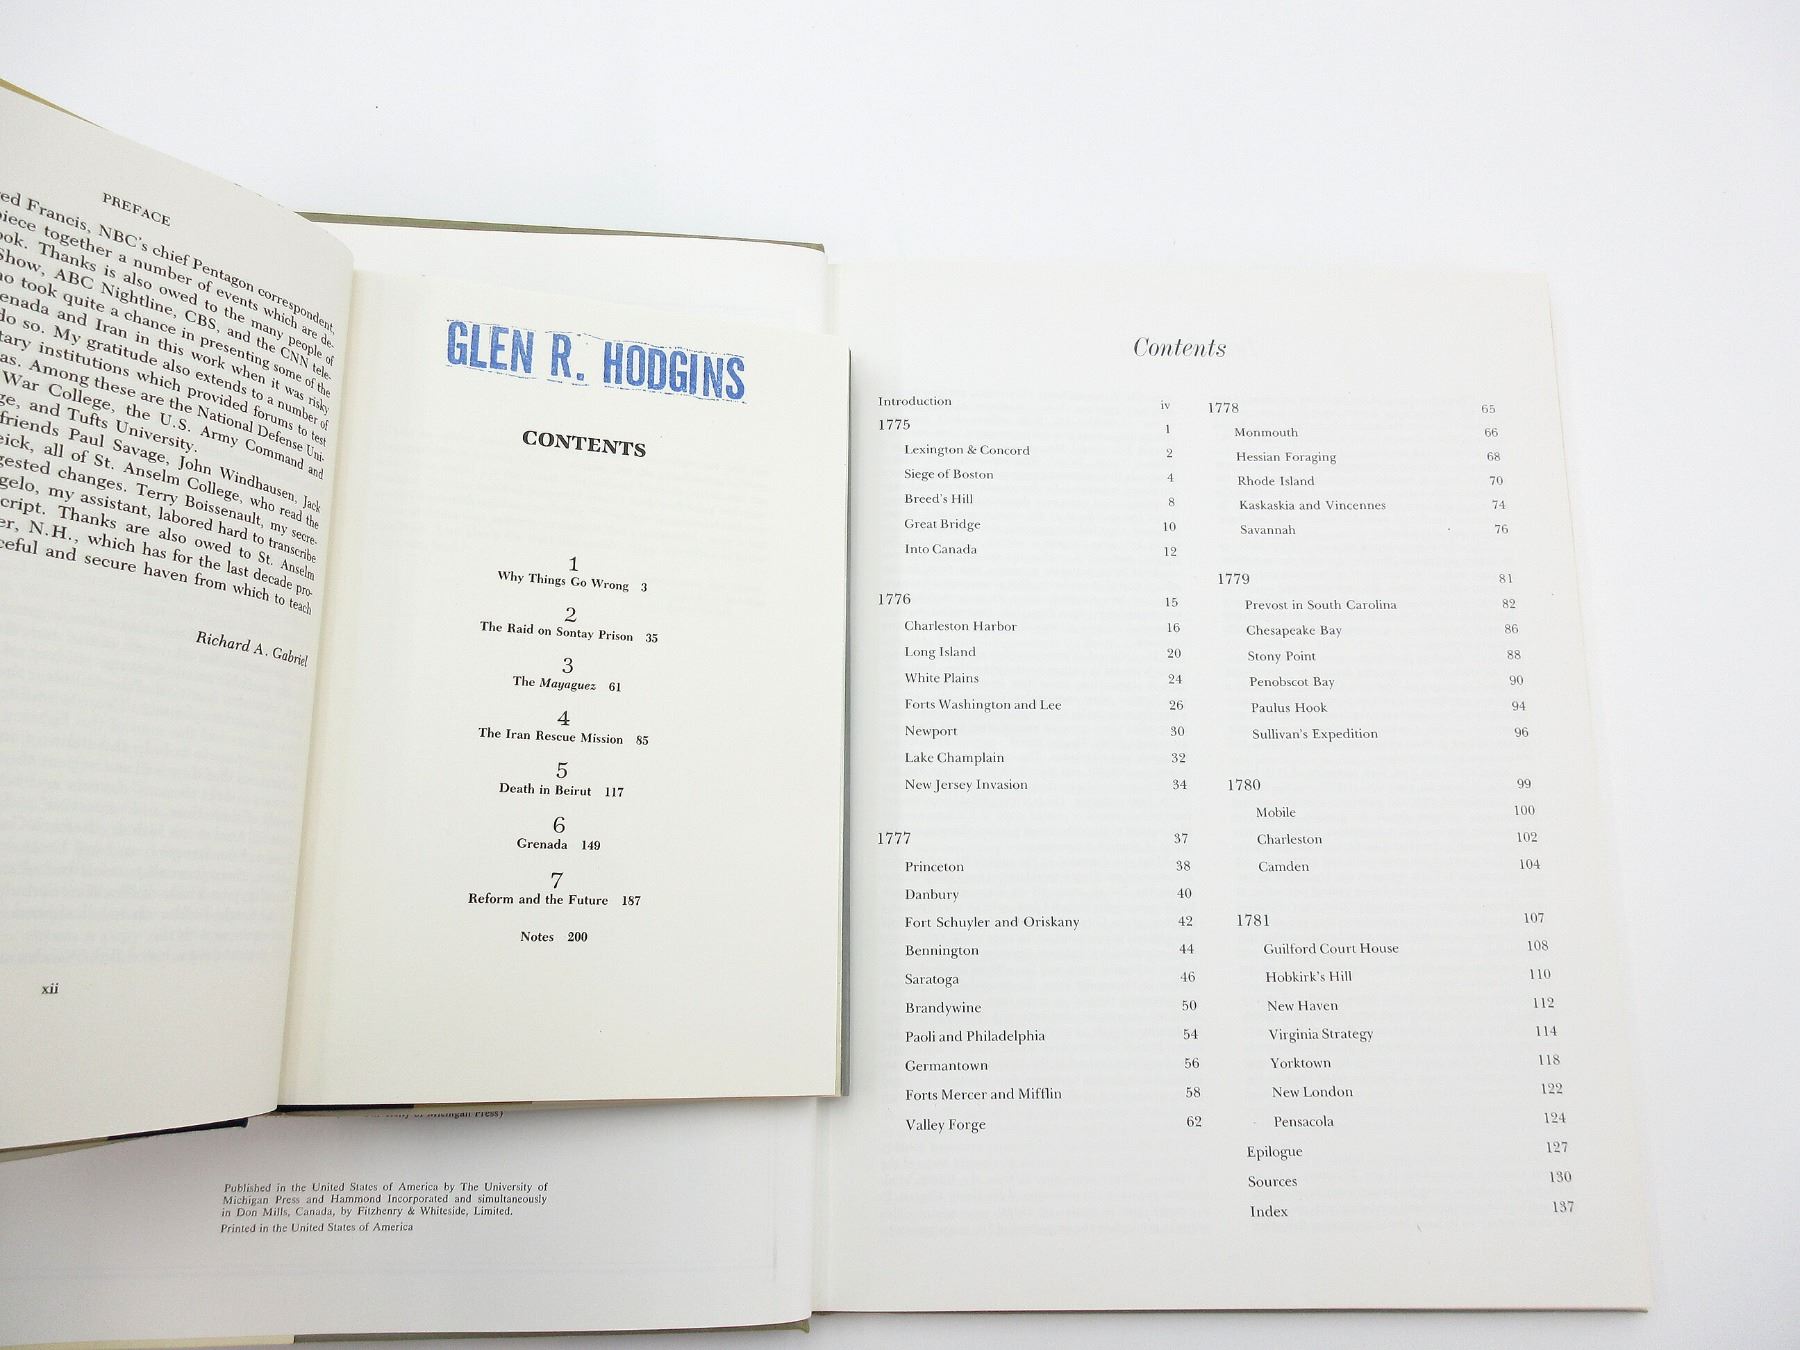 PREFACE
Francis, NBC's chief Pentagon correspondent,
piece together a number of events which are de-
Thanks is also owed to the many people of
Show, ABC Nightline, CBS, and the CNN tele-
took quite a chance in presenting some of the
and Iran in this work when it was risky
do so. My gratitude also extends to a number of
institutions which provided forums to test
Among these are the National Defense Uni-
War College, the U.S. Army Command and
and Tufts University.
friends Paul Savage, John Windhausen, Jack
all of St. Anselm College, who read the
changes. Terry Boissenault, my secre-
my assistant, labored hard to transcribe
Thanks are also owed to St. Anselm
N.H., which has for the last decade pro-
and secure haven from which to teach
Richard A. Gabriel
xii
GLEN R. HODGINS
CONTENTS
1
Why Things Go Wrong 3
2
The Raid on Sontay Prison 35
3
The Mayaguez 61
4
The Iran Rescue Mission 85
5
Death in Beirut 117
6
Grenada 149
7
Reform and the Future 187
Notes 200
of Michigan Press)
Published in the United States of America by The University of
Michigan Press and Hammond Incorporated and simultaneously
in Don Mills, Canada, by Fitzhenry & Whiteside, Limited.
Printed in the United States of America
Contents
Introduction iv
1775 1
Lexington & Concord 2
Siege of Boston 4
Breed's Hill 8
Great Bridge 10
Into Canada 12
1776 15
Charleston Harbor 16
Long Island 20
White Plains 24
Forts Washington and Lee 26
Newport 30
Lake Champlain 32
New Jersey Invasion 34
1777 37
Princeton 38
Danbury 40
Fort Schuyler and Oriskany 42
Bennington 44
Saratoga 46
Brandywine 50
Paoli and Philadelphia 54
Germantown 56
Forts Mercer and Mifflin 58
Valley Forge 62
1778 65
Monmouth 66
Hessian Foraging 68
Rhode Island 70
Kaskaskia and Vincennes 74
Savannah 76
1779 81
Prevost in South Carolina 82
Chesapeake Bay 86
Stony Point 88
Penobscot Bay 90
Paulus Hook 94
Sullivan's Expedition 96
1780 99
Mobile 100
Charleston 102
Camden 104
1781 107
Guilford Court House 108
Hobkirk's Hill 110
New Haven 112
Virginia Strategy 114
Yorktown 118
New London 122
Pensacola 124
Epilogue 127
Sources 130
Index 137